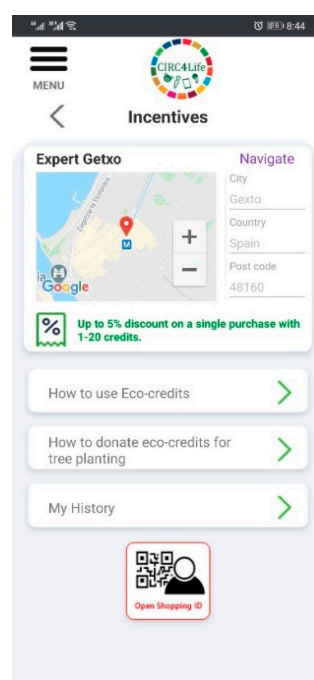 8:44
MENU
CIRC4Life
Incentives
Expert Getxo
Navigate
City
Gexto
Country
Spain
Post code
48160
M
+
−
ia
Google
%
Up to 5% discount on a single purchase with
1-20 credits.
How to use Eco-credits
How to donate eco-credits for
tree planting
My History
Open Shopping ID